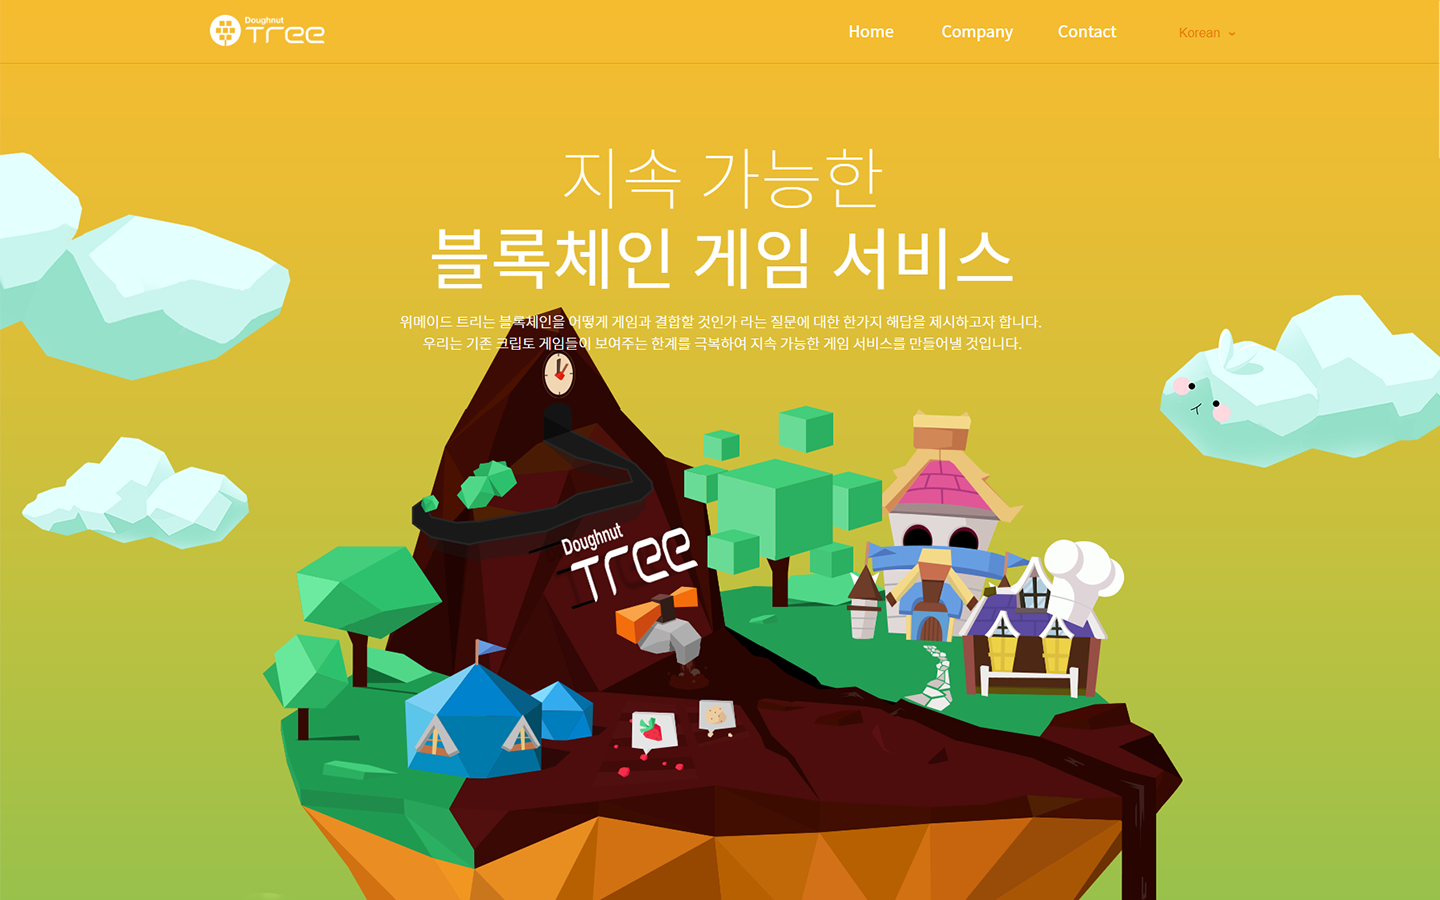 Doughnut
Tree
Home
Company
Contact
Korean
지속 가능한
블록체인 게임 서비스
위메이드 트리는 블록체인을 어떻게 게임과 결합할 것인가 라는 질문에 대한 한가지 해답을 제시하고자 합니다.
우리는 기존 크립토 게임들이 보여주는 한계를 극복하여 지속 가능한 게임 서비스를 만들어낼 것입니다.
Doughnut
Tree